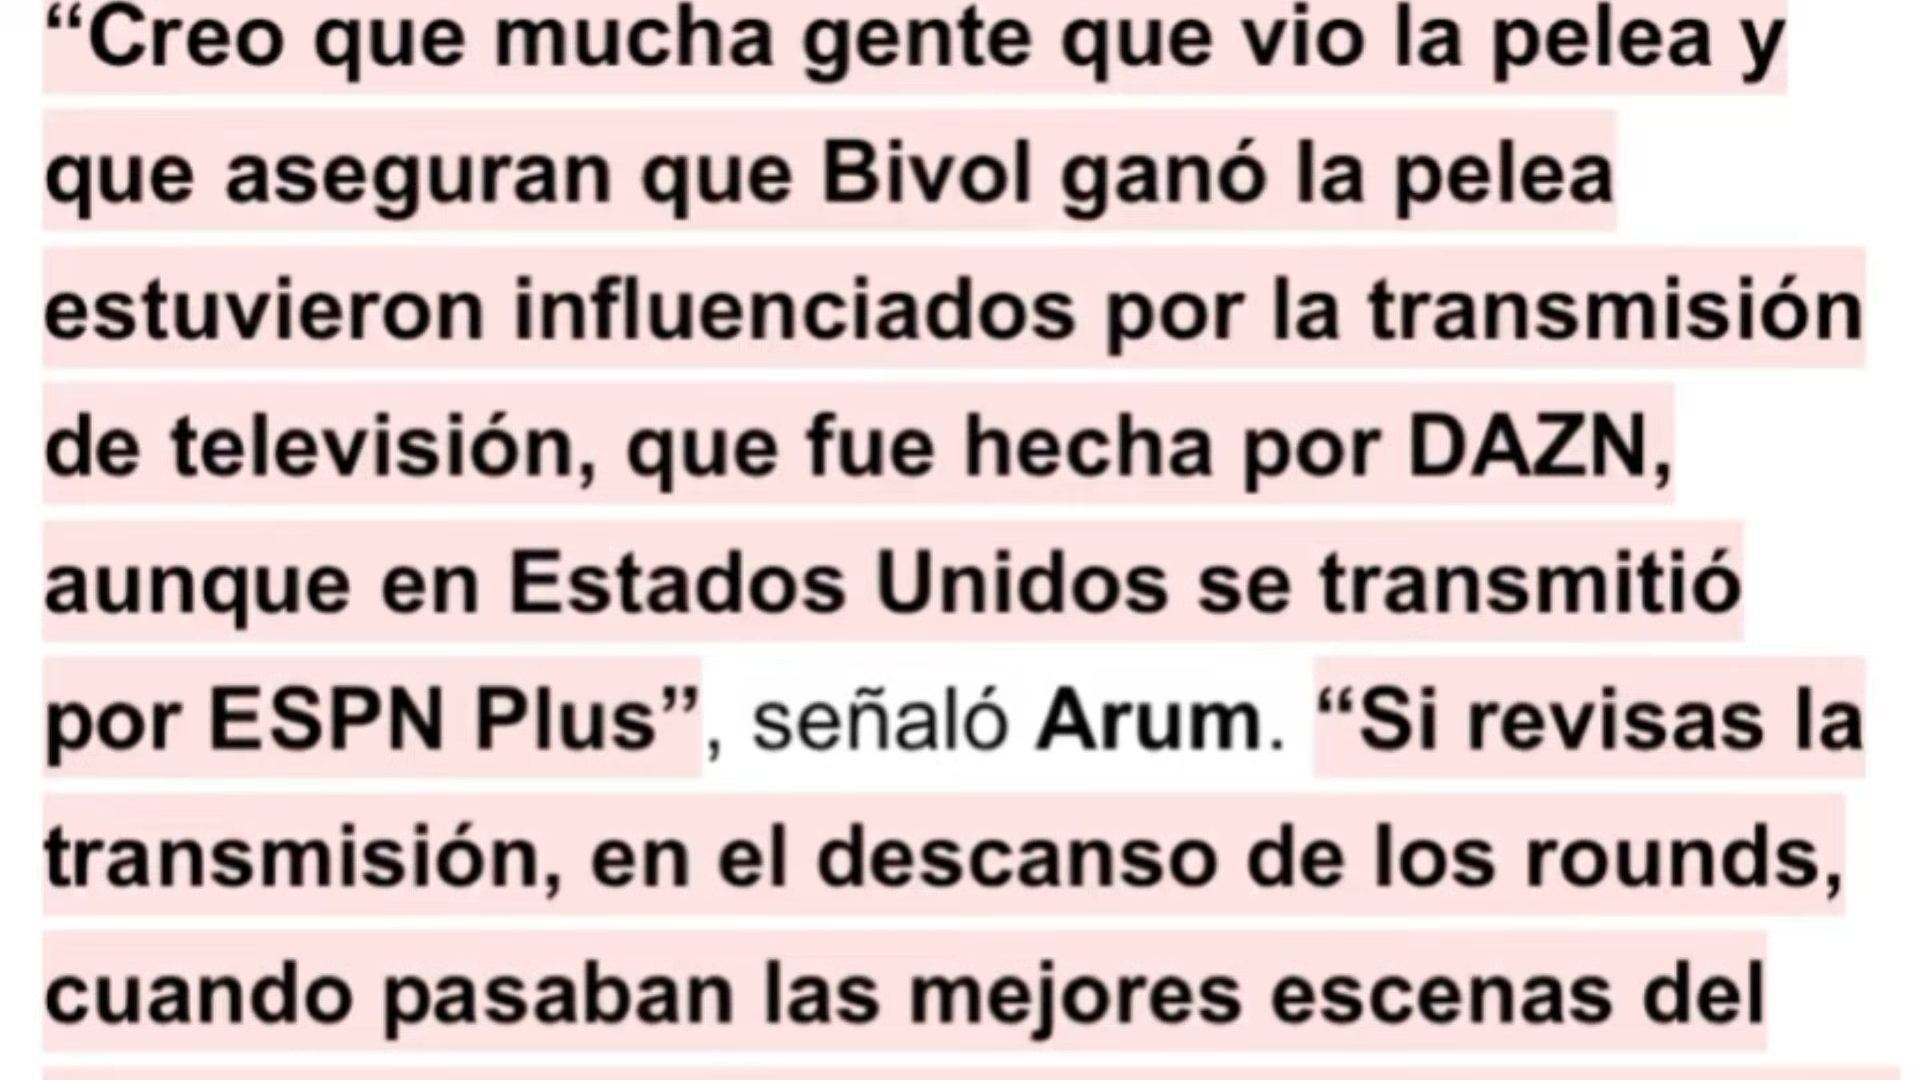 “Creo que mucha gente que vio la pelea y
que aseguran que Bivol ganó la pelea
estuvieron influenciados por la transmisión
de televisión, que fue hecha por DAZN,
aunque en Estados Unidos se transmitió
por ESPN Plus”, señaló Arum. “Si revisas la
transmisión, en el descanso de los rounds,
cuando pasaban las mejores escenas del